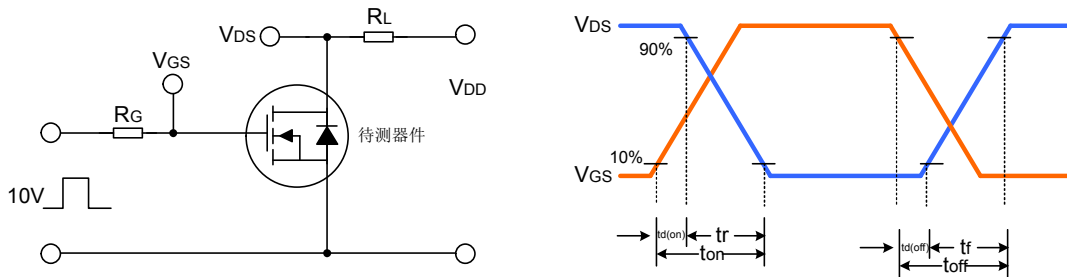 VDS
RL
VGS
VDD
RG
待测器件
10V
VDS
90%
10%
VGS
td(on)
tr
ton
td(off)
tf
toff